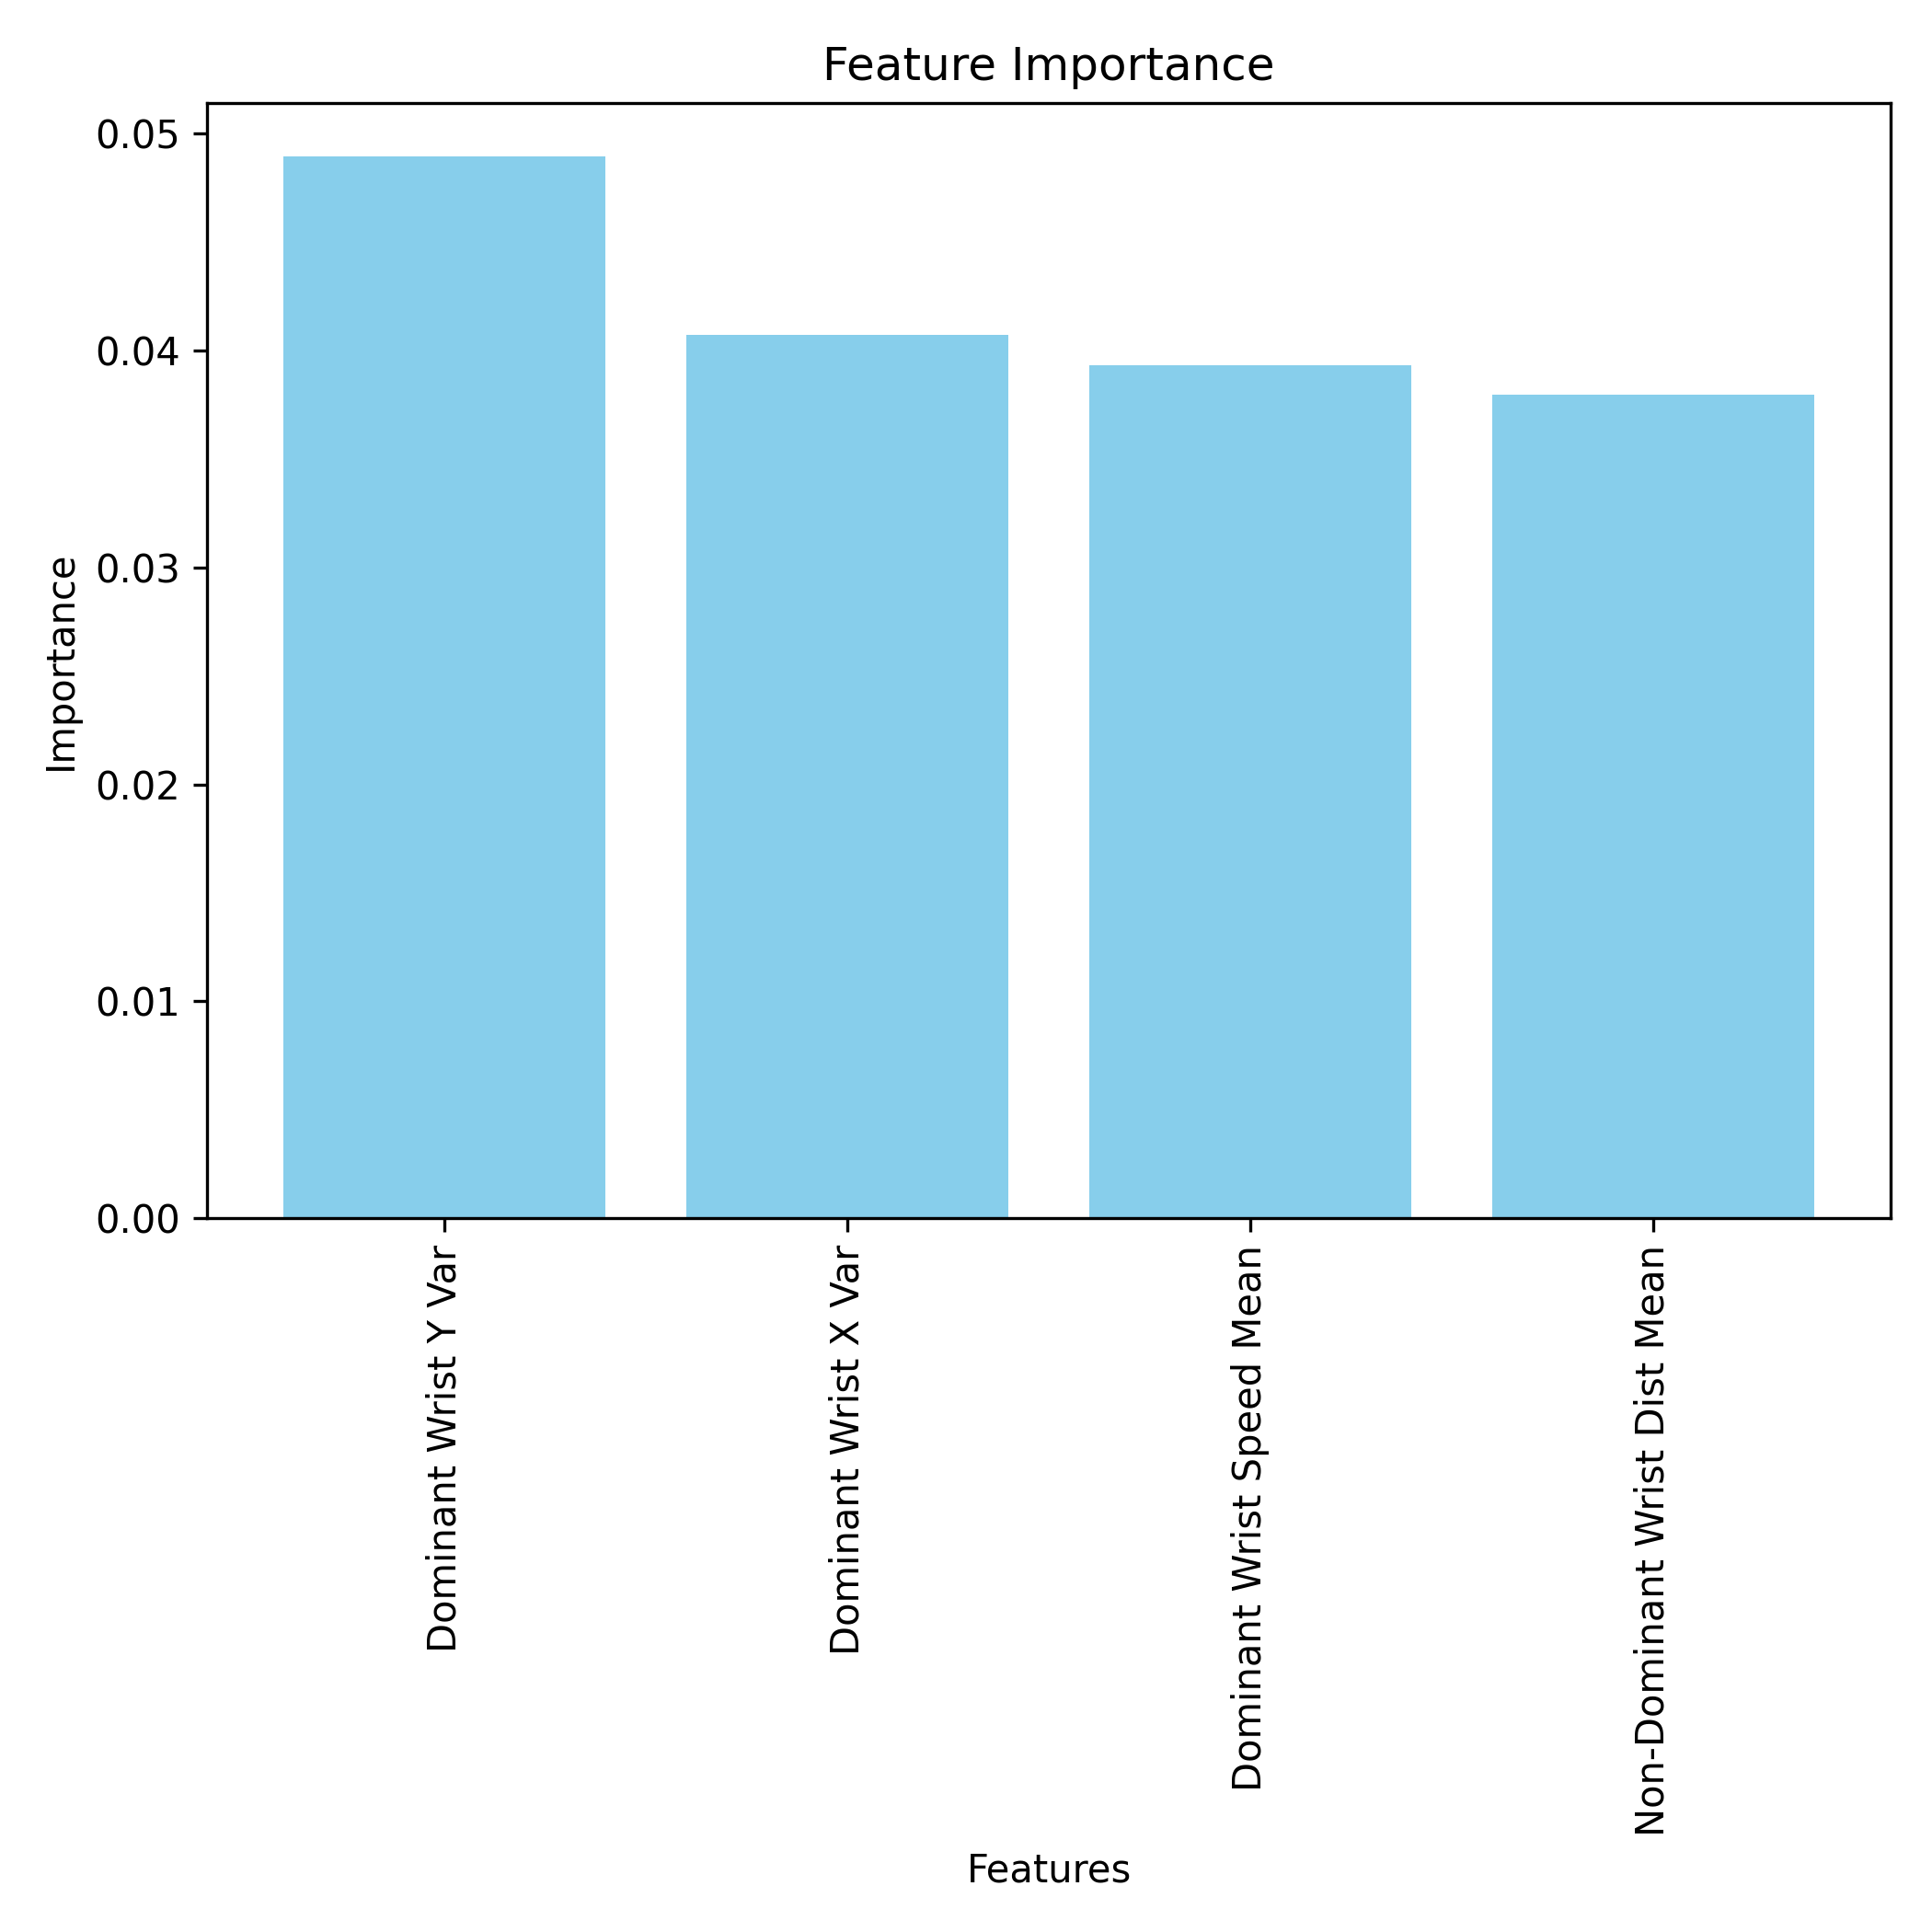 Feature Importance
Importance
0.05
0.04
0.03
0.02
0.01
0.00
Dominant Wrist Y Var
Dominant Wrist X Var
Dominant Wrist Speed Mean
Non-Dominant Wrist Dist Mean
Features